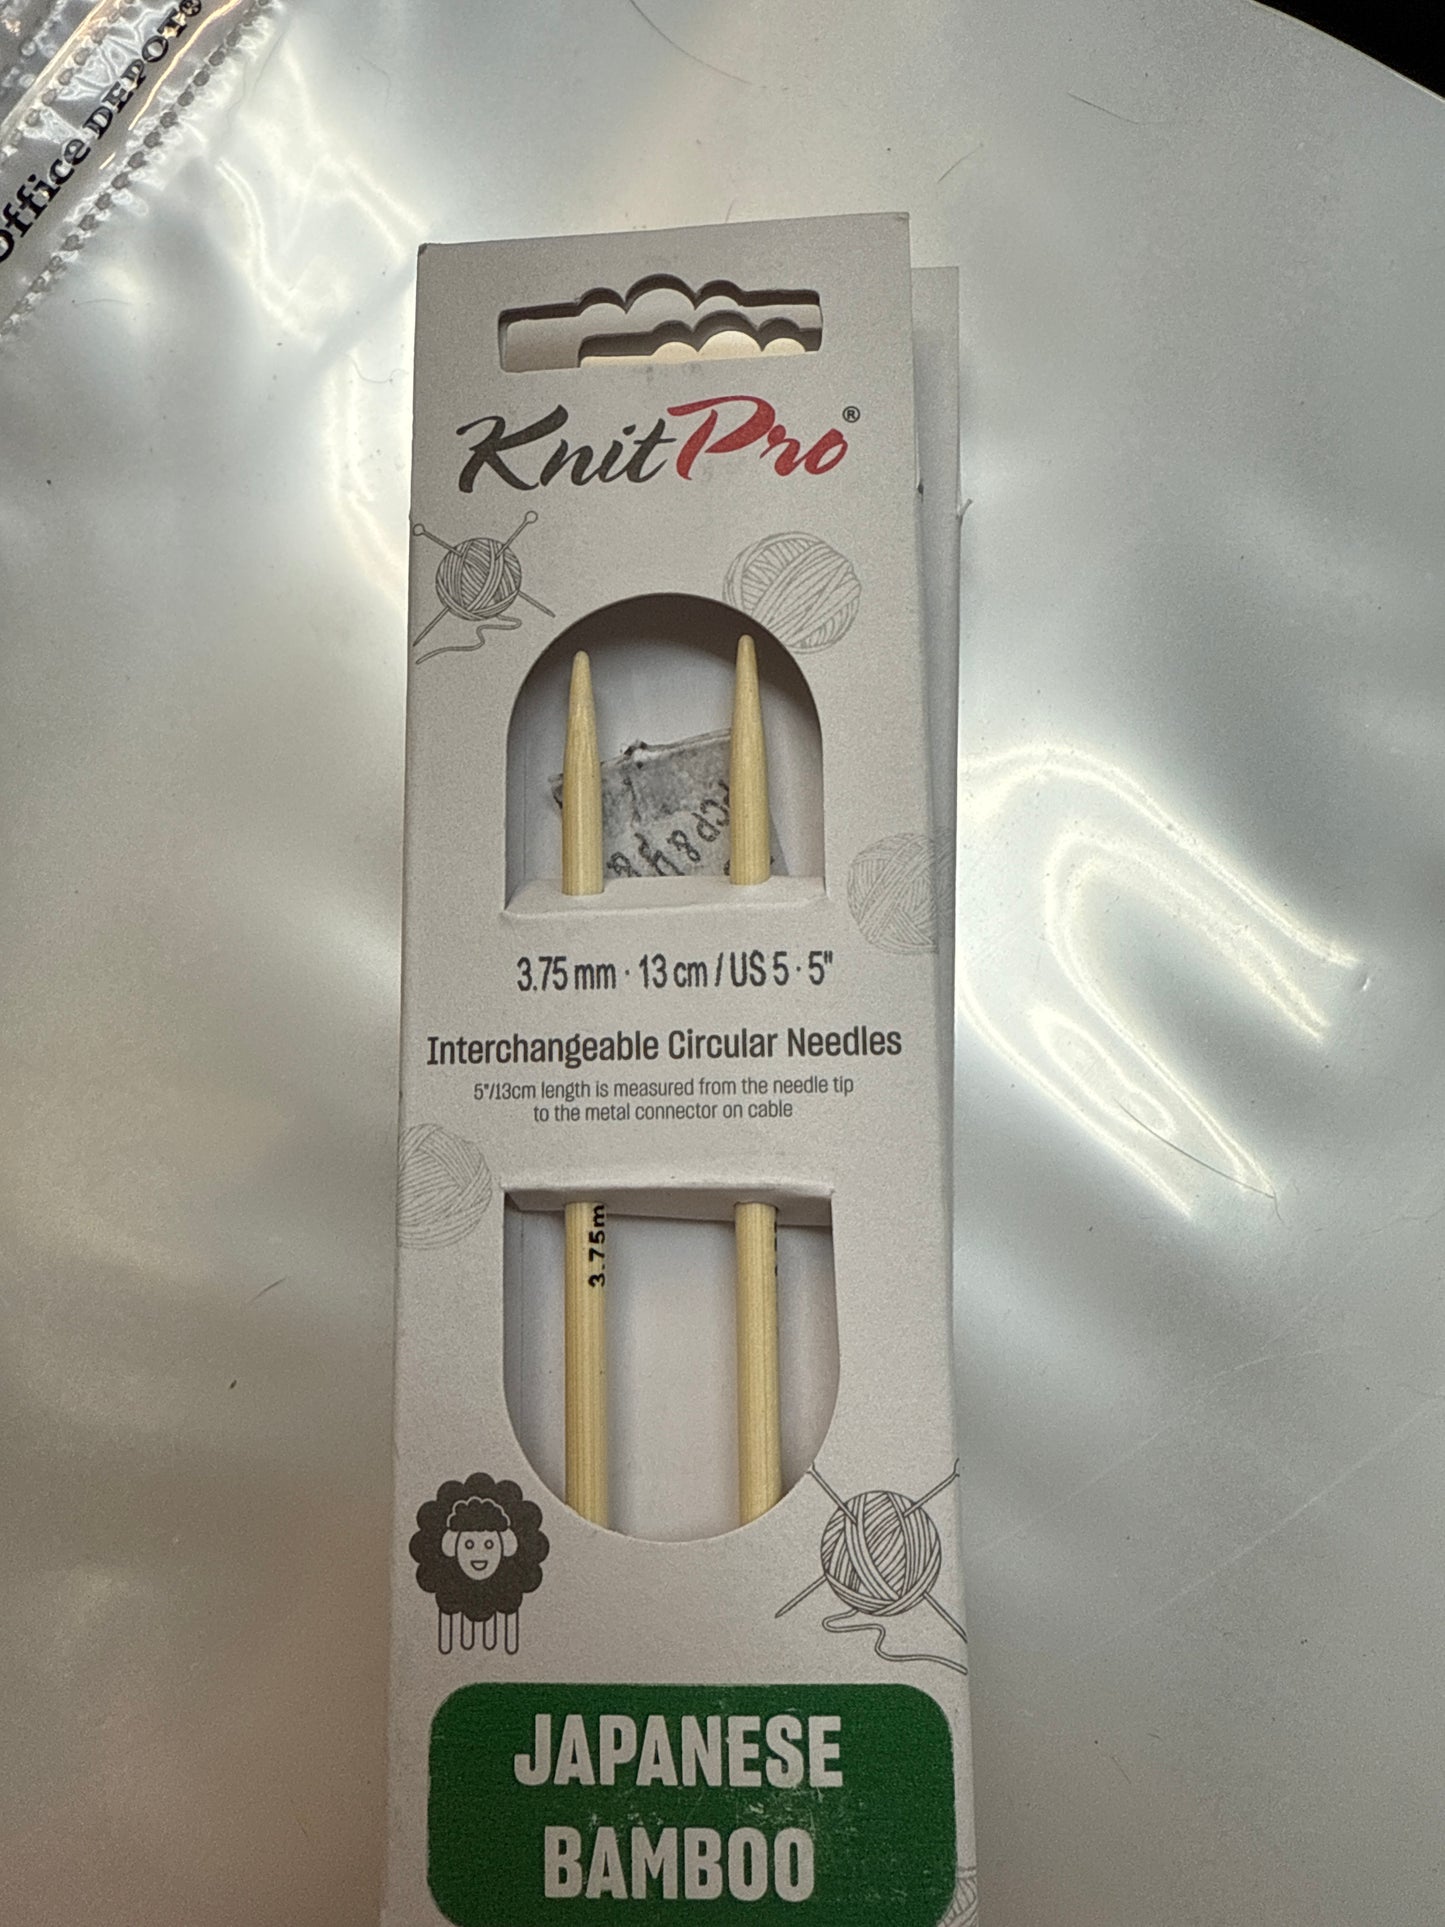 Office DEPOT®
KnitPro®
3.75 mm · 13 cm / US 5 · 5"
Interchangeable Circular Needles
5"/13cm length is measured from the needle tip
to the metal connector on cable
3.75m
JAPANESE
BAMBOO